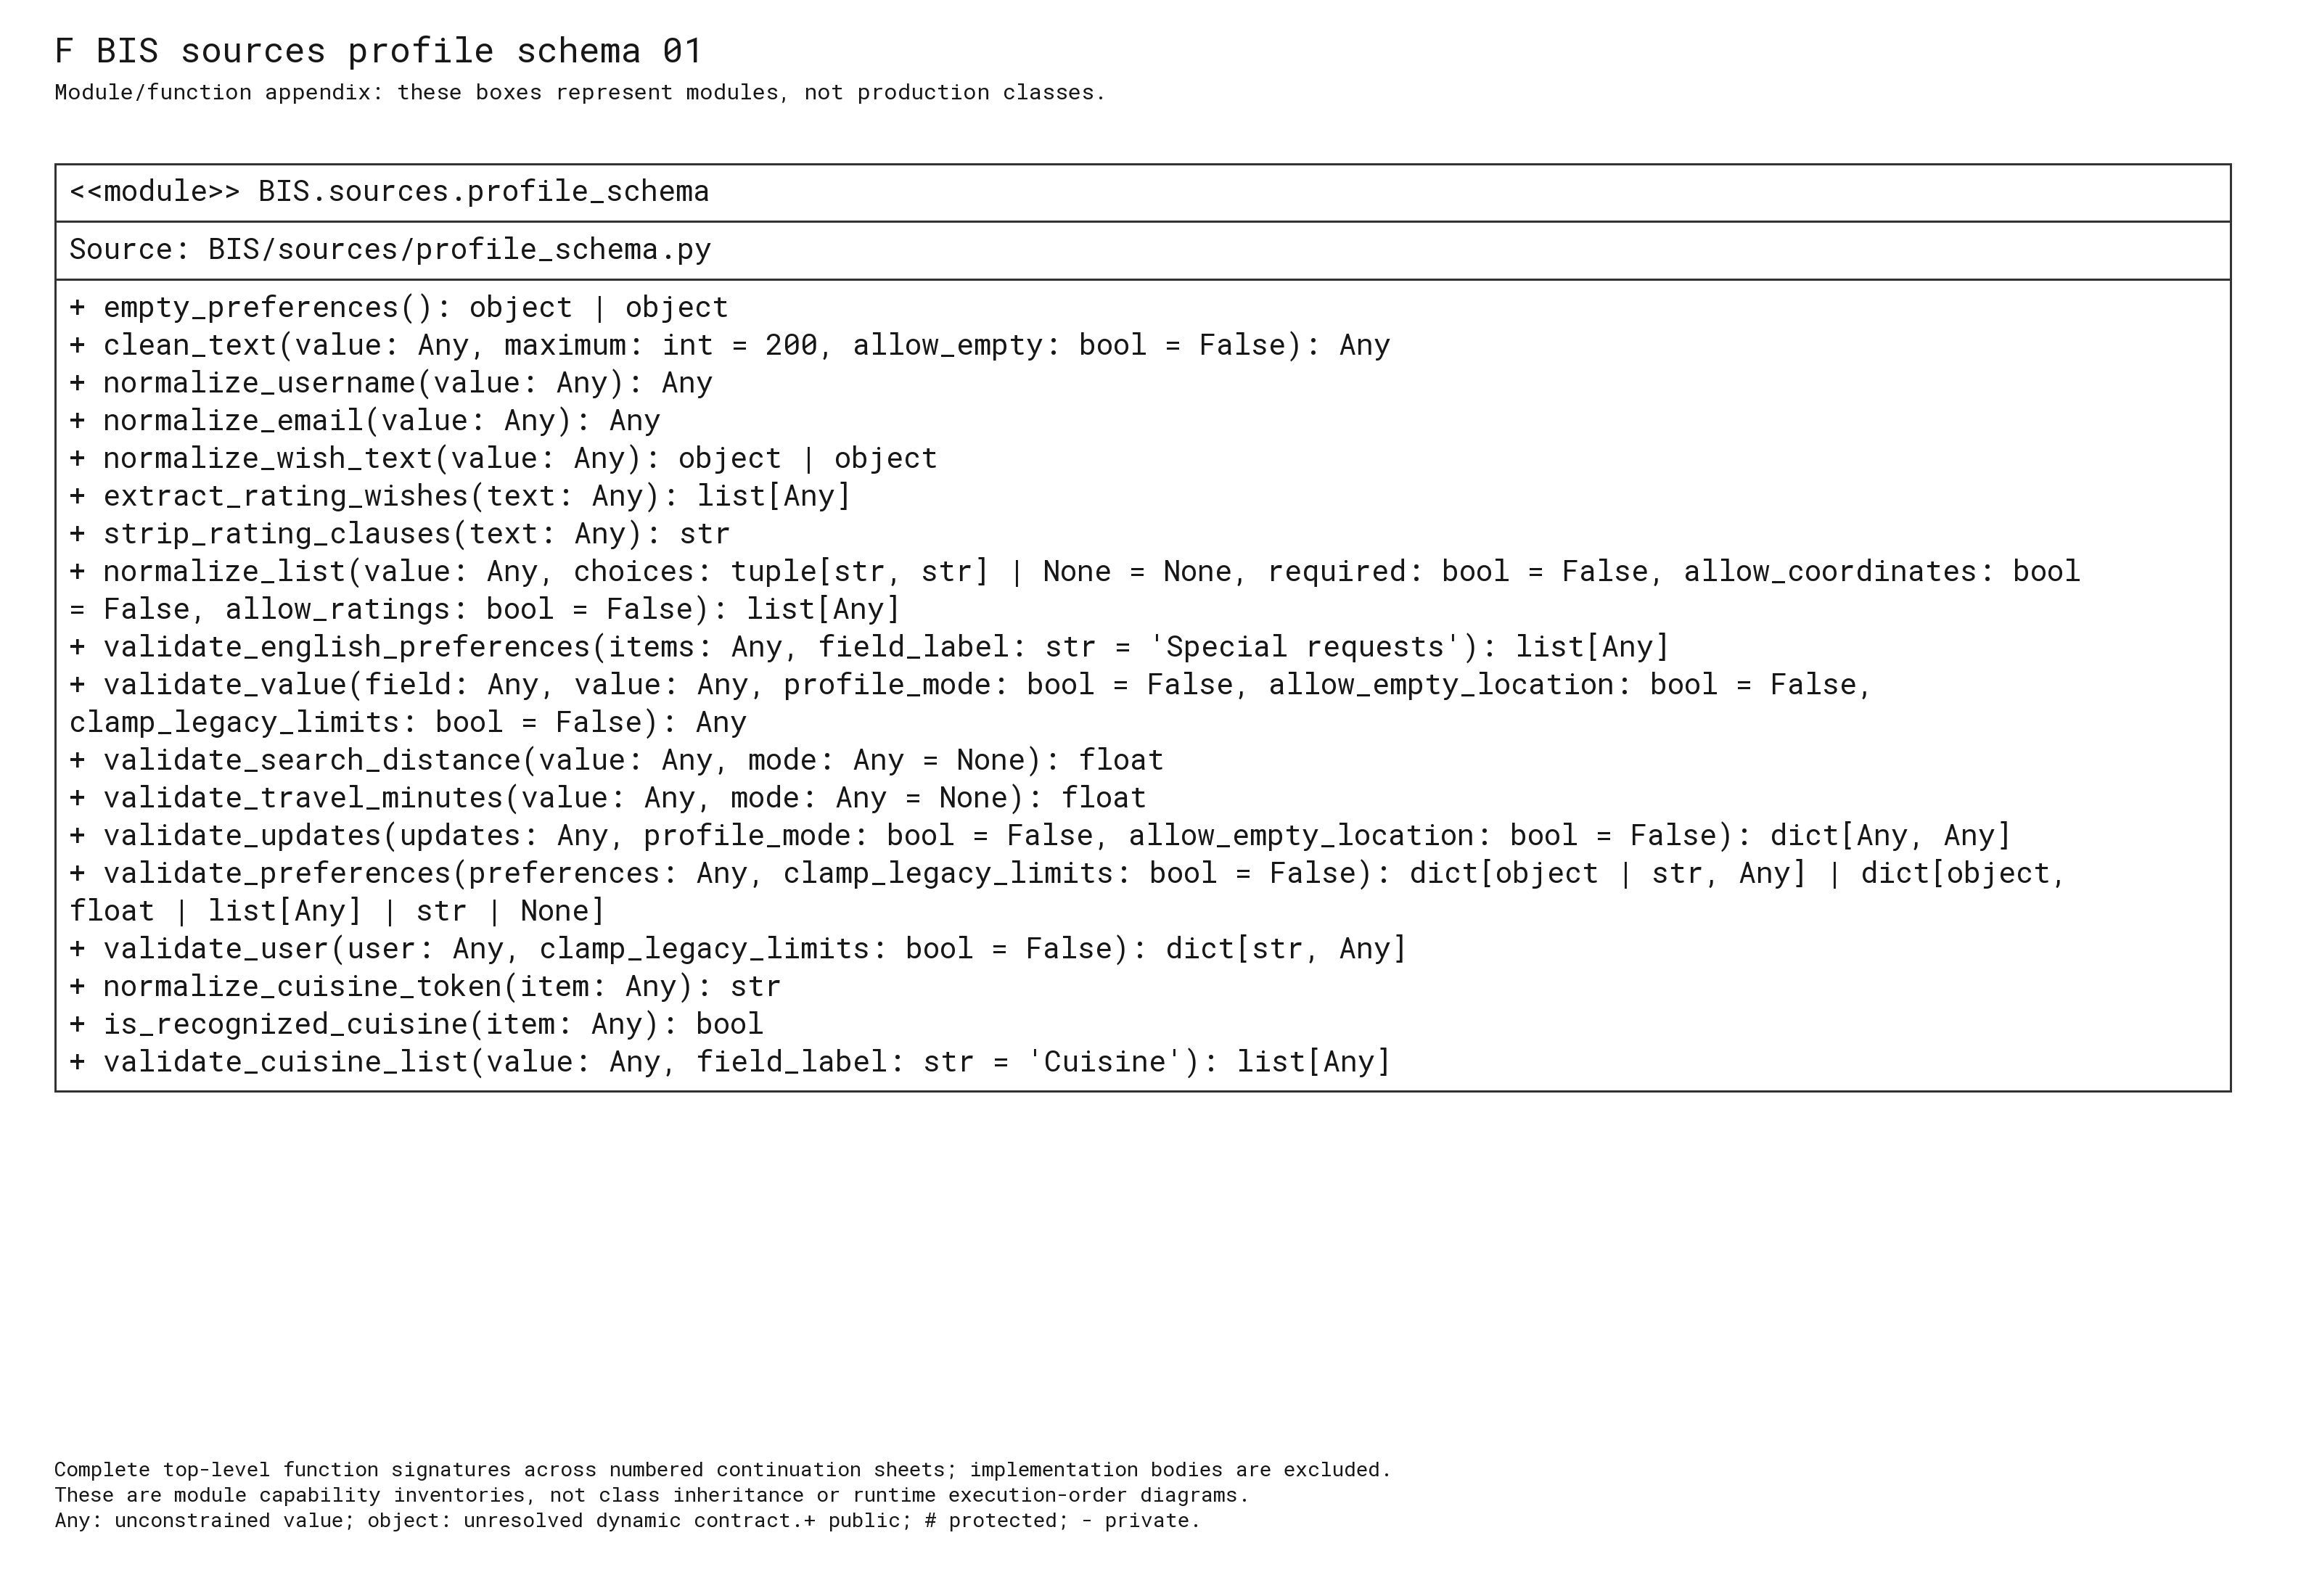 F BIS sources profile schema 01
Module/function appendix: these boxes represent modules, not production classes.
<<module>> BIS.sources.profile_schema
Source: BIS/sources/profile_schema.py
+ empty_preferences(): object | object
+ clean_text(value: Any, maximum: int = 200, allow_empty: bool = False): Any
+ normalize_username(value: Any): Any
+ normalize_email(value: Any): Any
+ normalize_wish_text(value: Any): object | object
+ extract_rating_wishes(text: Any): list[Any]
+ strip_rating_clauses(text: Any): str
+ normalize_list(value: Any, choices: tuple[str, str] | None = None, required: bool = False, allow_coordinates: bool
= False, allow_ratings: bool = False): list[Any]
+ validate_english_preferences(items: Any, field_label: str = 'Special requests'): list[Any]
+ validate_value(field: Any, value: Any, profile_mode: bool = False, allow_empty_location: bool = False,
clamp_legacy_limits: bool = False): Any
+ validate_search_distance(value: Any, mode: Any = None): float
+ validate_travel_minutes(value: Any, mode: Any = None): float
+ validate_updates(updates: Any, profile_mode: bool = False, allow_empty_location: bool = False): dict[Any, Any]
+ validate_preferences(preferences: Any, clamp_legacy_limits: bool = False): dict[object | str, Any] | dict[object,
float | list[Any] | str | None]
+ validate_user(user: Any, clamp_legacy_limits: bool = False): dict[str, Any]
+ normalize_cuisine_token(item: Any): str
+ is_recognized_cuisine(item: Any): bool
+ validate_cuisine_list(value: Any, field_label: str = 'Cuisine'): list[Any]
Complete top-level function signatures across numbered continuation sheets; implementation bodies are excluded.
These are module capability inventories, not class inheritance or runtime execution-order diagrams.
Any: unconstrained value; object: unresolved dynamic contract.+ public; # protected; - private.